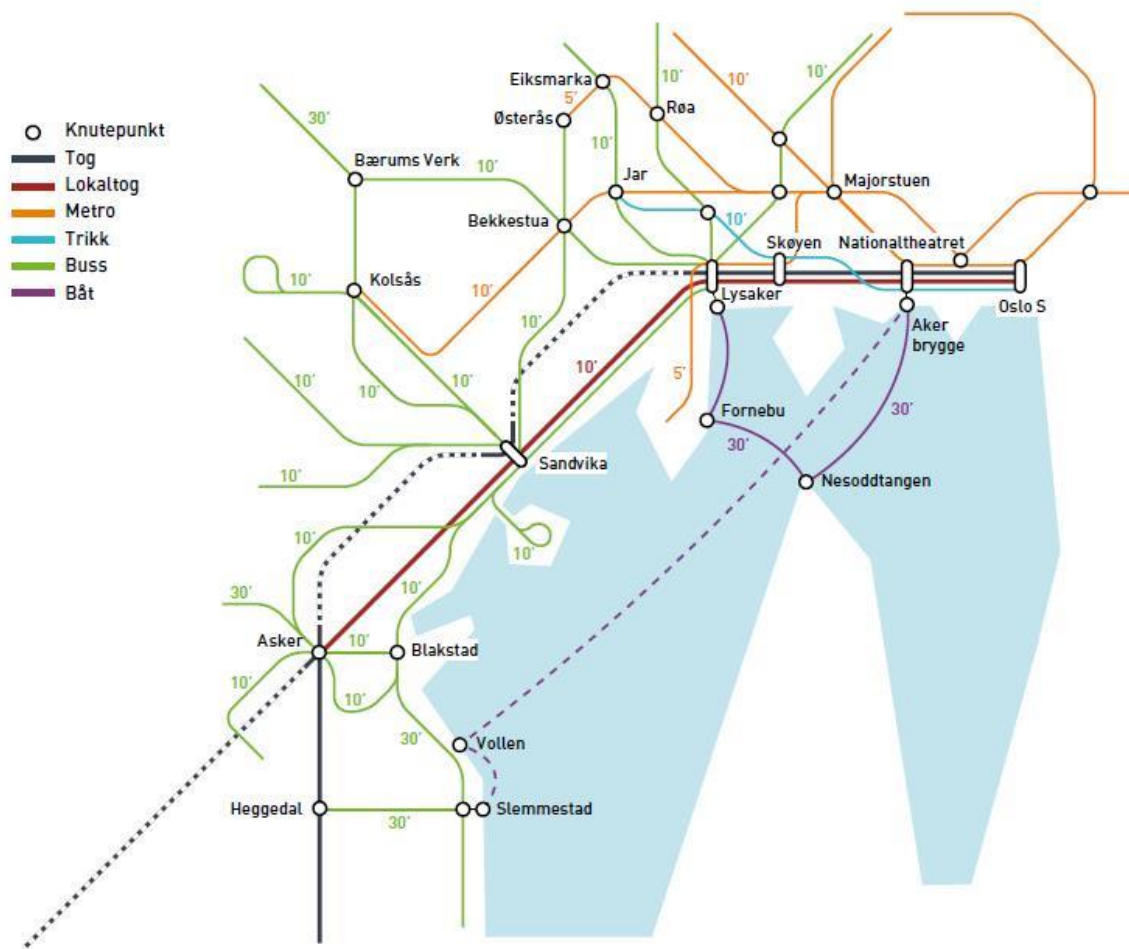 Knutepunkt
Tog
Lokaltog
Metro
Trikk
Buss
Båt
Eiksmarka
10'
10'
10'
5'
Røa
Østerås
30'
10'
Bærums Verk
10'
Jar
Majorstuen
Bekkestua
10'
Skøyen
Nationaltheatret
10'
Kolsås
10'
Lysaker
Oslo S
Aker
brygge
10'
10'
10'
10'
10'
5'
Fornebu
30'
30'
10'
Sandvika
Nesoddtangen
10'
10'
30'
10'
Asker
10'
Blakstad
10'
10'
30'
Vollen
Heggedal
30'
Slemmestad